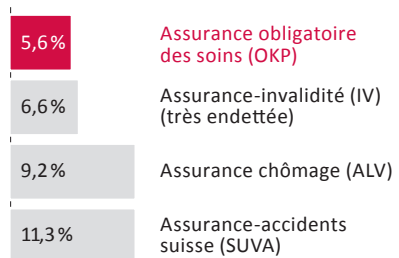 5,6 %
Assurance obligatoire
des soins (OKP)
6,6 %
Assurance-invalidité (IV)
(très endettée)
9,2 %
Assurance chômage (ALV)
11,3 %
Assurance-accidents
suisse (SUVA)